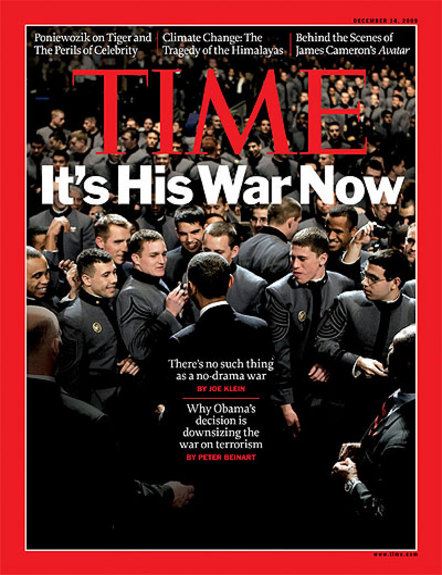 DECEMBER 14, 2009
Poniewozik on Tiger and
The Perils of Celebrity
Climate Change: The
Tragedy of the Himalayas
Behind the Scenes of
James Cameron's Avatar
TIME
It's His War Now
There's no such thing
as a no-drama war
BY JOE KLEIN
Why Obama's
decision is
downsizing the
war on terrorism
BY PETER BEINART
www.time.com